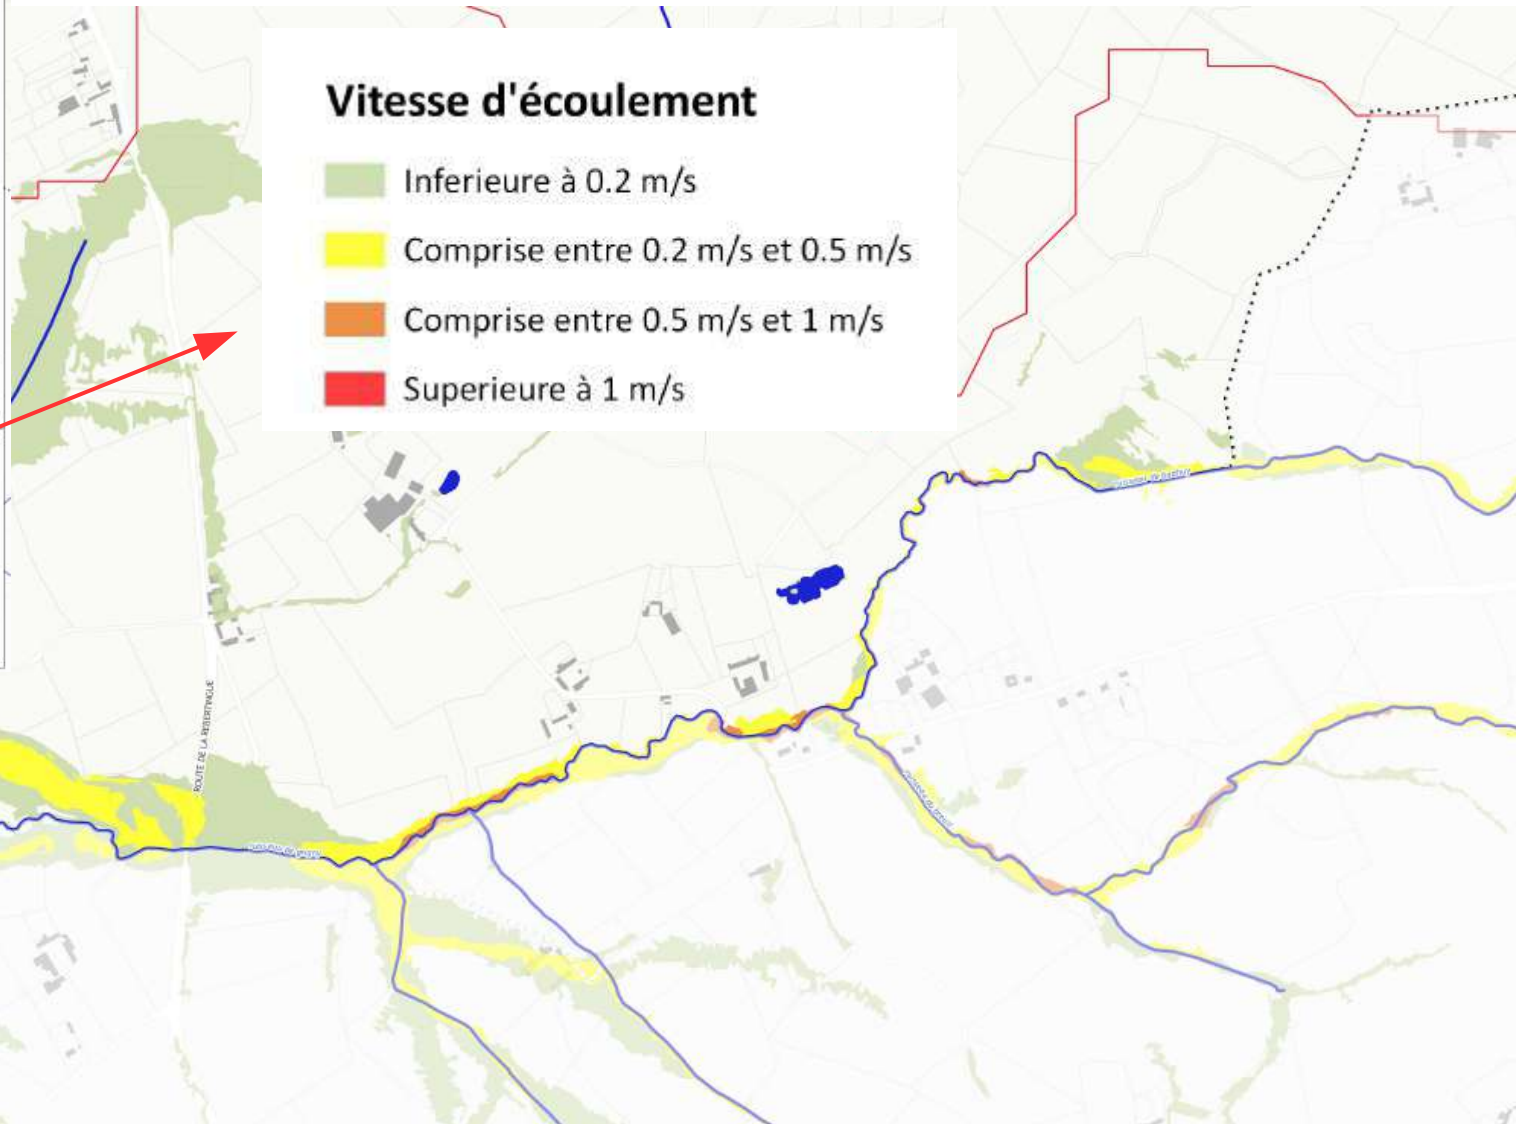 Vitesse d'écoulement
Inferieure à 0.2 m/s
Comprise entre 0.2 m/s et 0.5 m/s
Comprise entre 0.5 m/s et 1 m/s
Superieure à 1 m/s
ROUTE DE LA REBERTINGUE